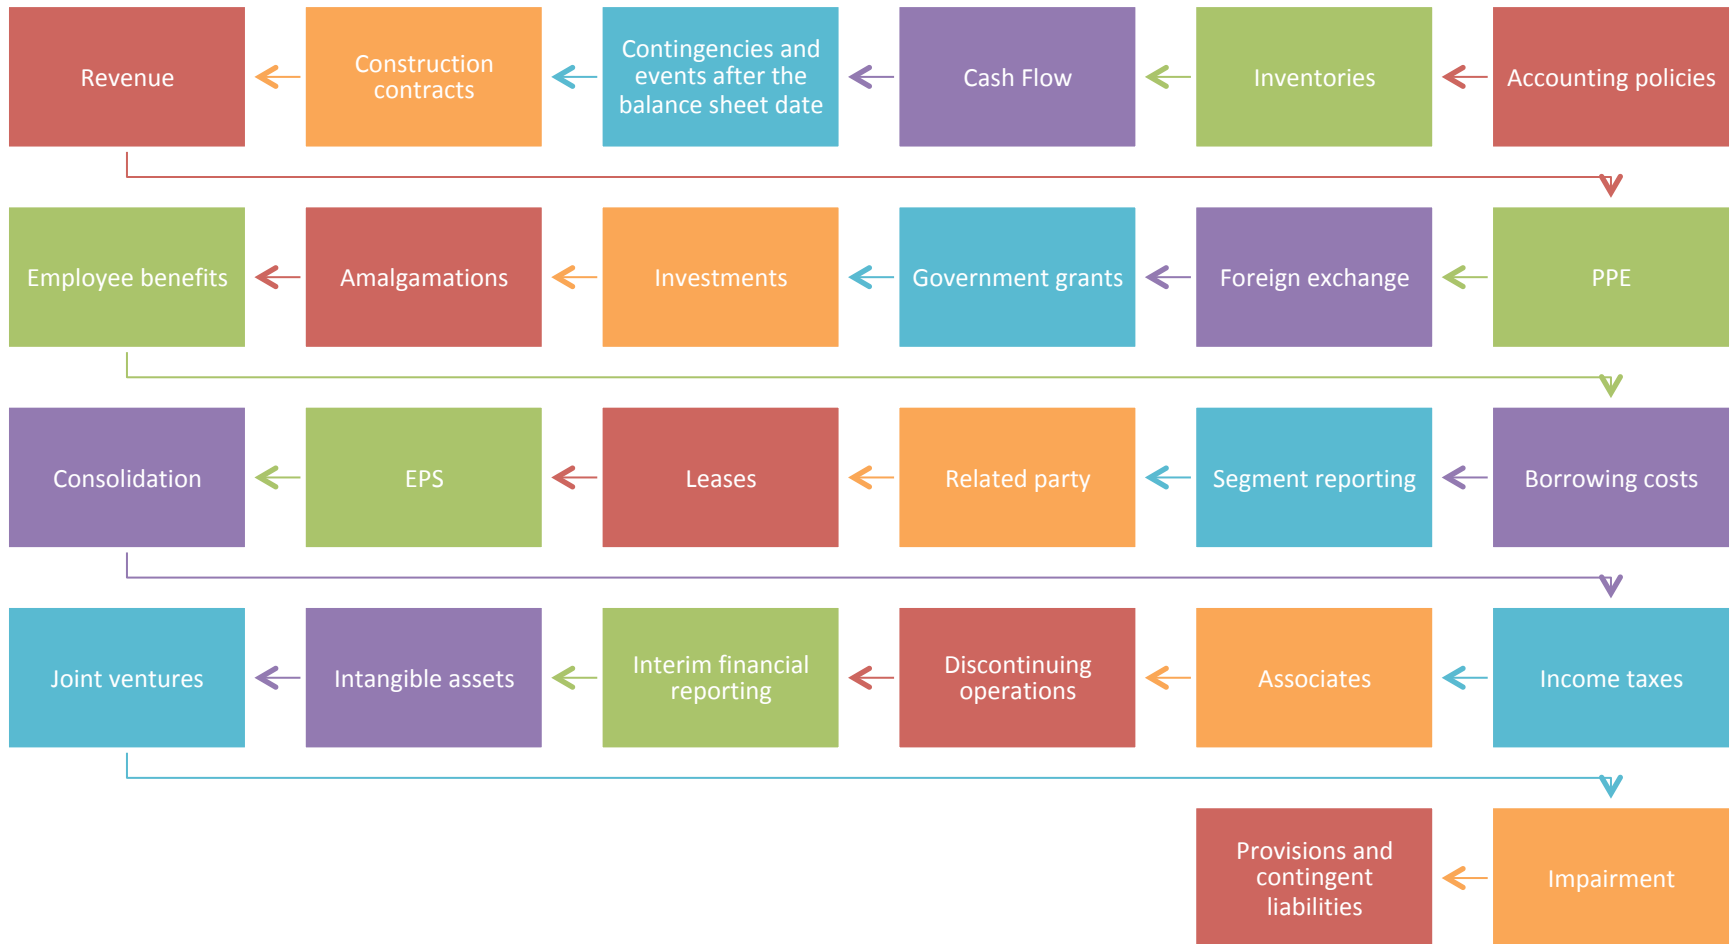 Revenue
Construction
contracts
Contingencies and
events after the
balance sheet date
Cash Flow
Inventories
Accounting policies
Employee benefits
Amalgamations
Investments
Government grants
Foreign exchange
PPE
Consolidation
EPS
Leases
Related party
Segment reporting
Borrowing costs
Joint ventures
Intangible assets
Interim financial
reporting
Discontinuing
operations
Associates
Income taxes
Provisions and
contingent
liabilities
Impairment